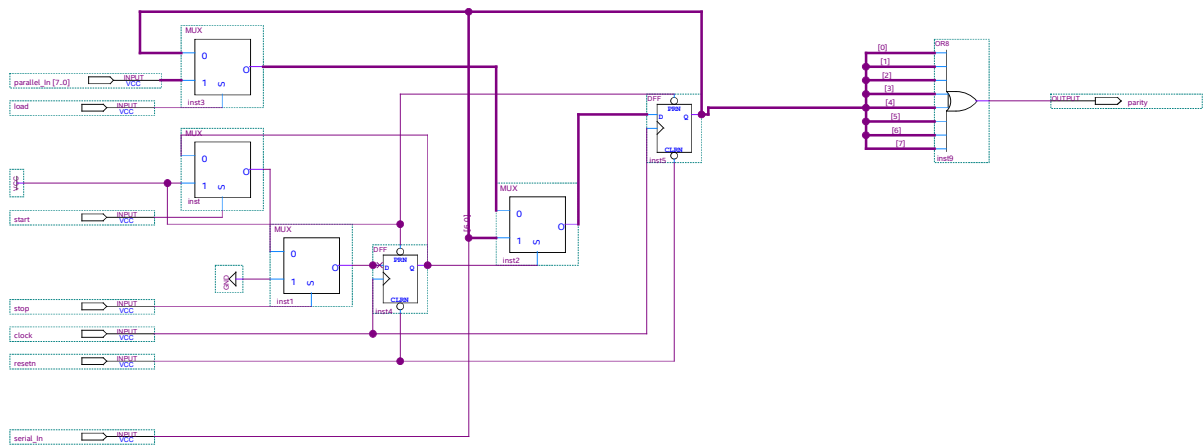 MUX
0
1
S
O
inst3
parallel_In [7..0]
INPUT
VCC
load
INPUT
VCC
MUX
0
1
S
O
inst
VCC
start
INPUT
VCC
MUX
0
1
S
O
inst1
GND
stop
INPUT
VCC
clock
INPUT
VCC
resetn
INPUT
VCC
serial_In
INPUT
VCC
DFF
PRN
D
Q
CLRN
inst4
[6..0]
MUX
0
1
S
O
inst2
DFF
PRN
D
Q
CLRN
inst5
[0]
[1]
[2]
[3]
[4]
[5]
[6]
[7]
OR8
inst9
OUTPUT
parity